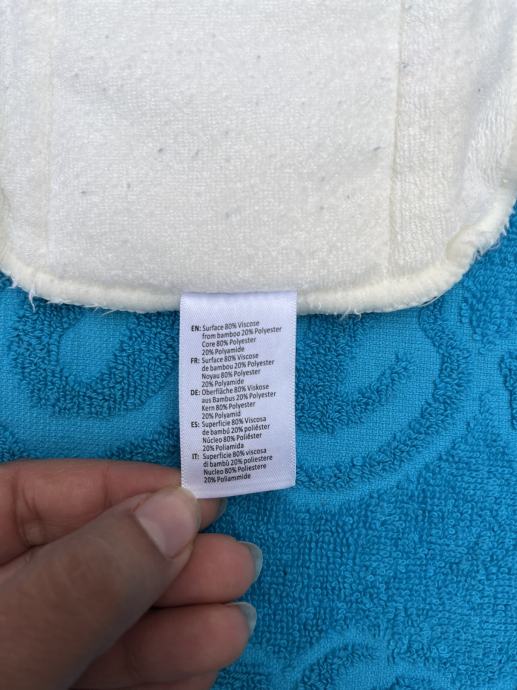 EN: Surface 80% Viscose
from bamboo 20% Polyester
Core 80% Polyester
20% Polyamide
FR: Surface 80% Viscose
de bambou 20% Polyester
Noyau 80% Polyester
20% Polyamide
DE: Oberfläche 80% Viskose
aus Bambus 20% Polyester
Kern 80% Polyester
20% Polyamid
ES: Superficie 80% Viscosa
de bambú 20% poliéster
Núcleo 80% Poliéster
20% Poliamida
IT: Superficie 80% viscosa
di bambù 20% poliestere
Nucleo 80% Poliestere
20% Poliammide